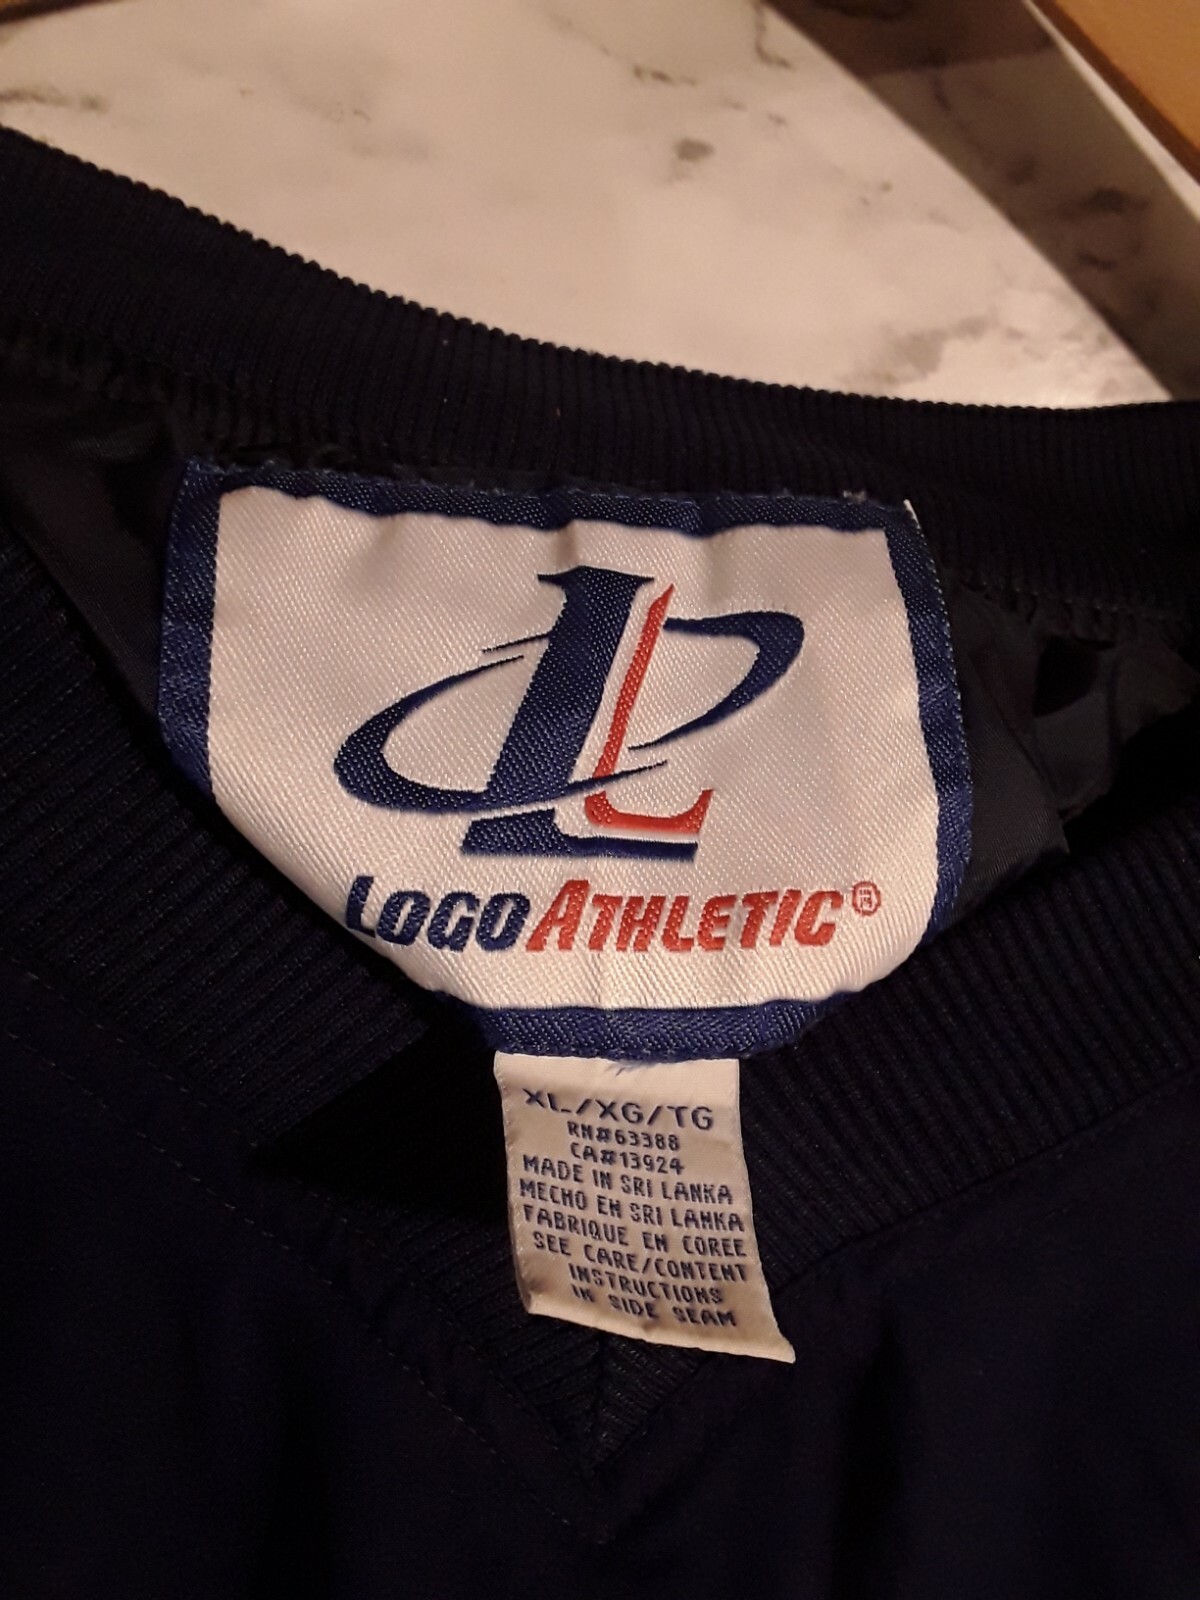 LOGO ATHLETIC®
XL/XG/TG
RN#63388
CA#13924
MADE IN SRI LANKA
MECHO EN SRI LANKA
FABRIQUE EN COREE
SEE CARE/CONTENT
INSTRUCTIONS
IN SIDE SEAM